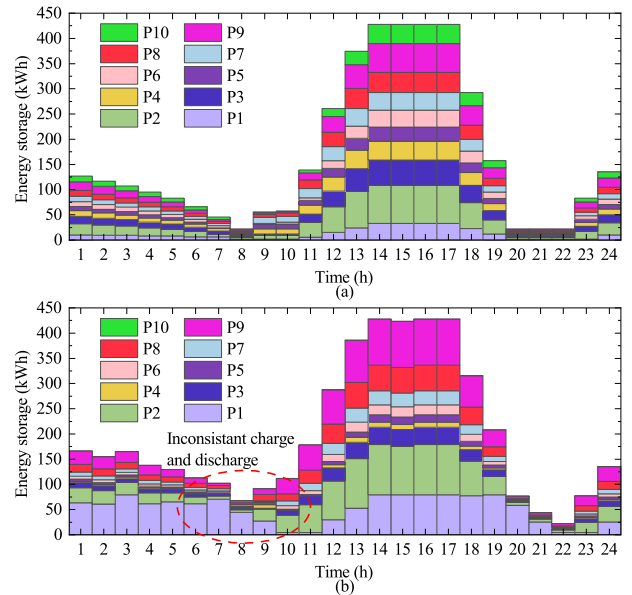 450
400
350
300
250
200
150
100
50
0
Energy storage (kWh)
P10 P9
P8 P7
P6 P5
P4 P3
P2 P1
1 2 3 4 5 6 7 8 9 10 11 12 13 14 15 16 17 18 19 20 21 22 23 24
Time (h)
(a)
450
400
350
300
250
200
150
100
50
0
Energy storage (kWh)
P10 P9
P8 P7
P6 P5
P4 P3
P2 P1
Inconsistant charge
and discharge
1 2 3 4 5 6 7 8 9 10 11 12 13 14 15 16 17 18 19 20 21 22 23 24
Time (h)
(b)